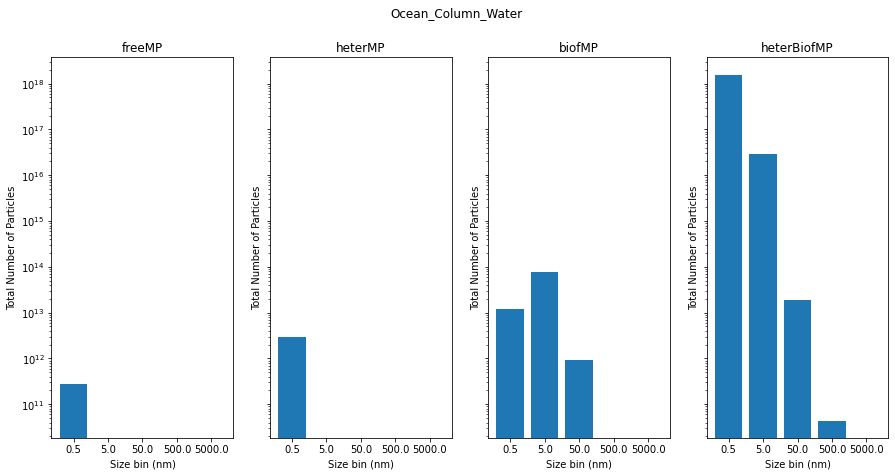 Ocean_Column_Water
freeMP
heterMP
biofMP
heterBiofMP
Total Number of Particles
10^18
10^17
10^16
10^15
10^14
10^13
10^12
10^11
0.5 5.0 50.0 500.0 5000.0
Size bin (nm)
Total Number of Particles
0.5 5.0 50.0 500.0 5000.0
Size bin (nm)
Total Number of Particles
0.5 5.0 50.0 500.0 5000.0
Size bin (nm)
Total Number of Particles
0.5 5.0 50.0 500.0 5000.0
Size bin (nm)